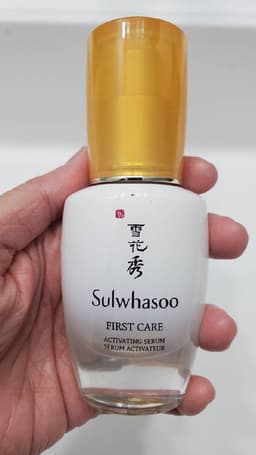 雪
花
秀
Sulwhasoo
FIRST CARE
ACTIVATING SERUM
SÉRUM ACTIVATEUR